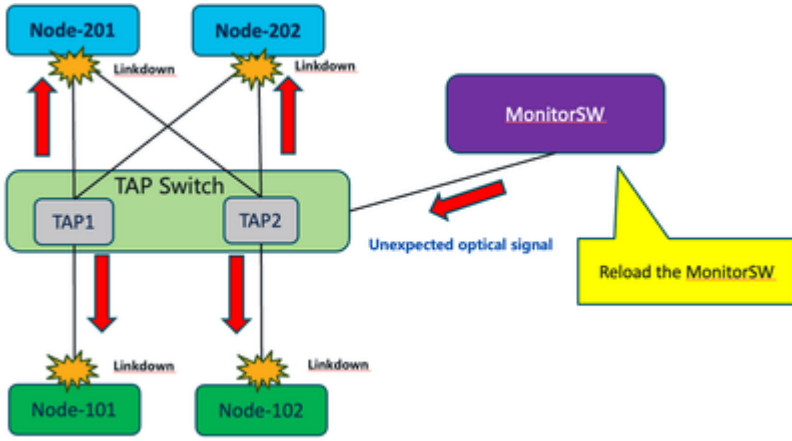 Node-201
Node-202
Linkdown
Linkdown
MonitorSW
TAP Switch
TAP1
TAP2
Unexpected optical signal
Reload the MonitorSW
Linkdown
Linkdown
Node-101
Node-102